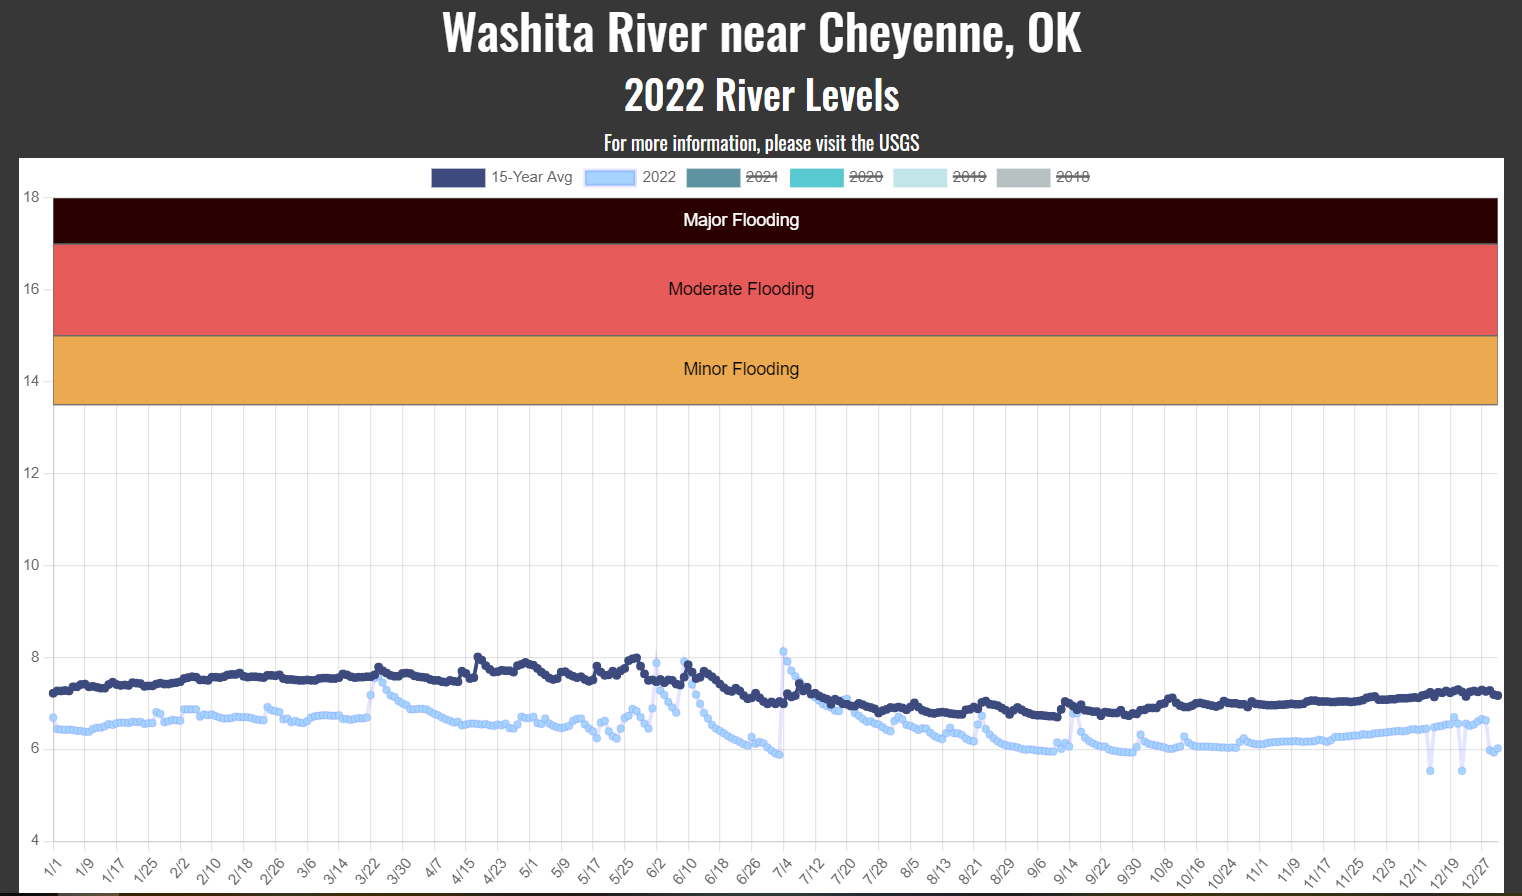 Washita River near Cheyenne, OK
2022 River Levels
For more information, please visit the USGS
15-Year Avg 2022 2021 2020 2019 2018
18
Major Flooding
16
Moderate Flooding
14
Minor Flooding
12
10
8
6
4
1/1 1/9 1/17 1/25 2/2 2/10 2/18 2/26 3/6 3/14 3/22 3/30 4/7 4/15 4/23 5/1 5/9 5/17 5/25 6/2 6/10 6/18 6/26 7/4 7/12 7/20 7/28 8/5 8/13 8/21 8/29 9/6 9/14 9/22 9/30 10/8 10/16 10/24 11/1 11/9 11/17 11/25 12/3 12/11 12/19 12/27